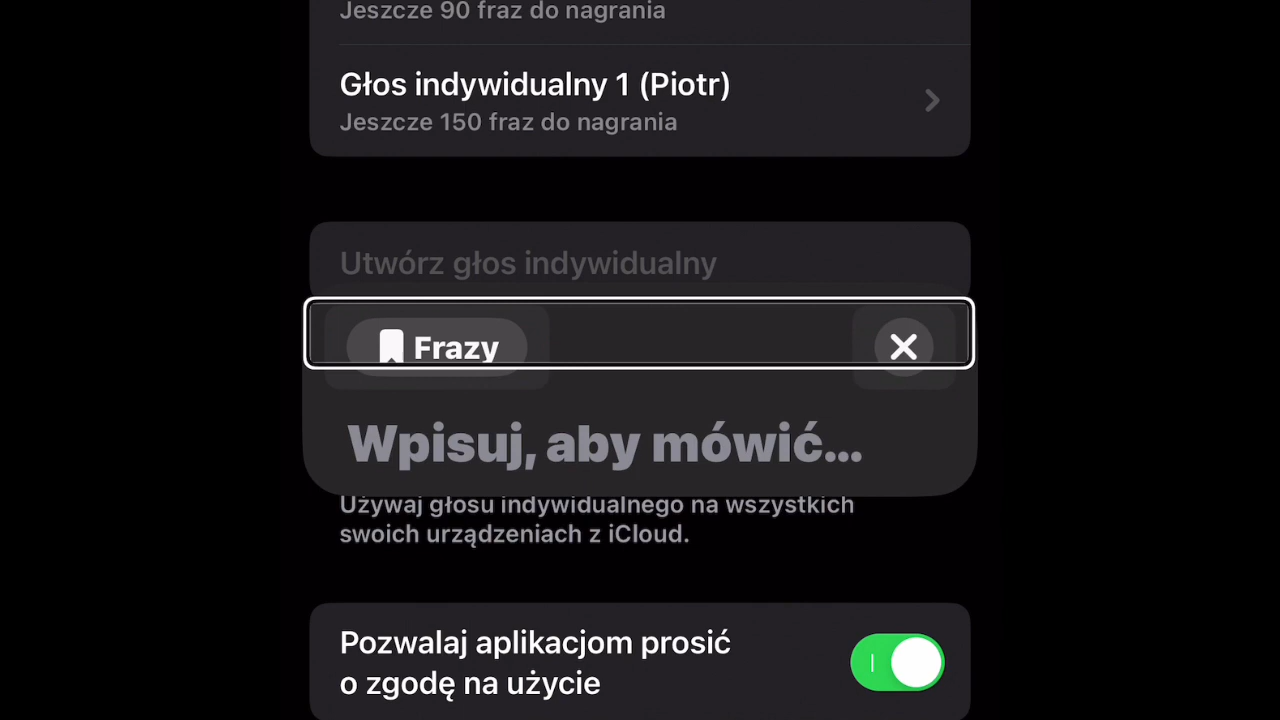 Jeszcze 90 fraz do nagrania
Głos indywidualny 1 (Piotr)
Jeszcze 150 fraz do nagrania
Utwórz głos indywidualny
Frazy
Wpisuj, aby mówić...
Używaj głosu indywidualnego na wszystkich
swoich urządzeniach z iCloud.
Pozwalaj aplikacjom prosić
o zgodę na użycie